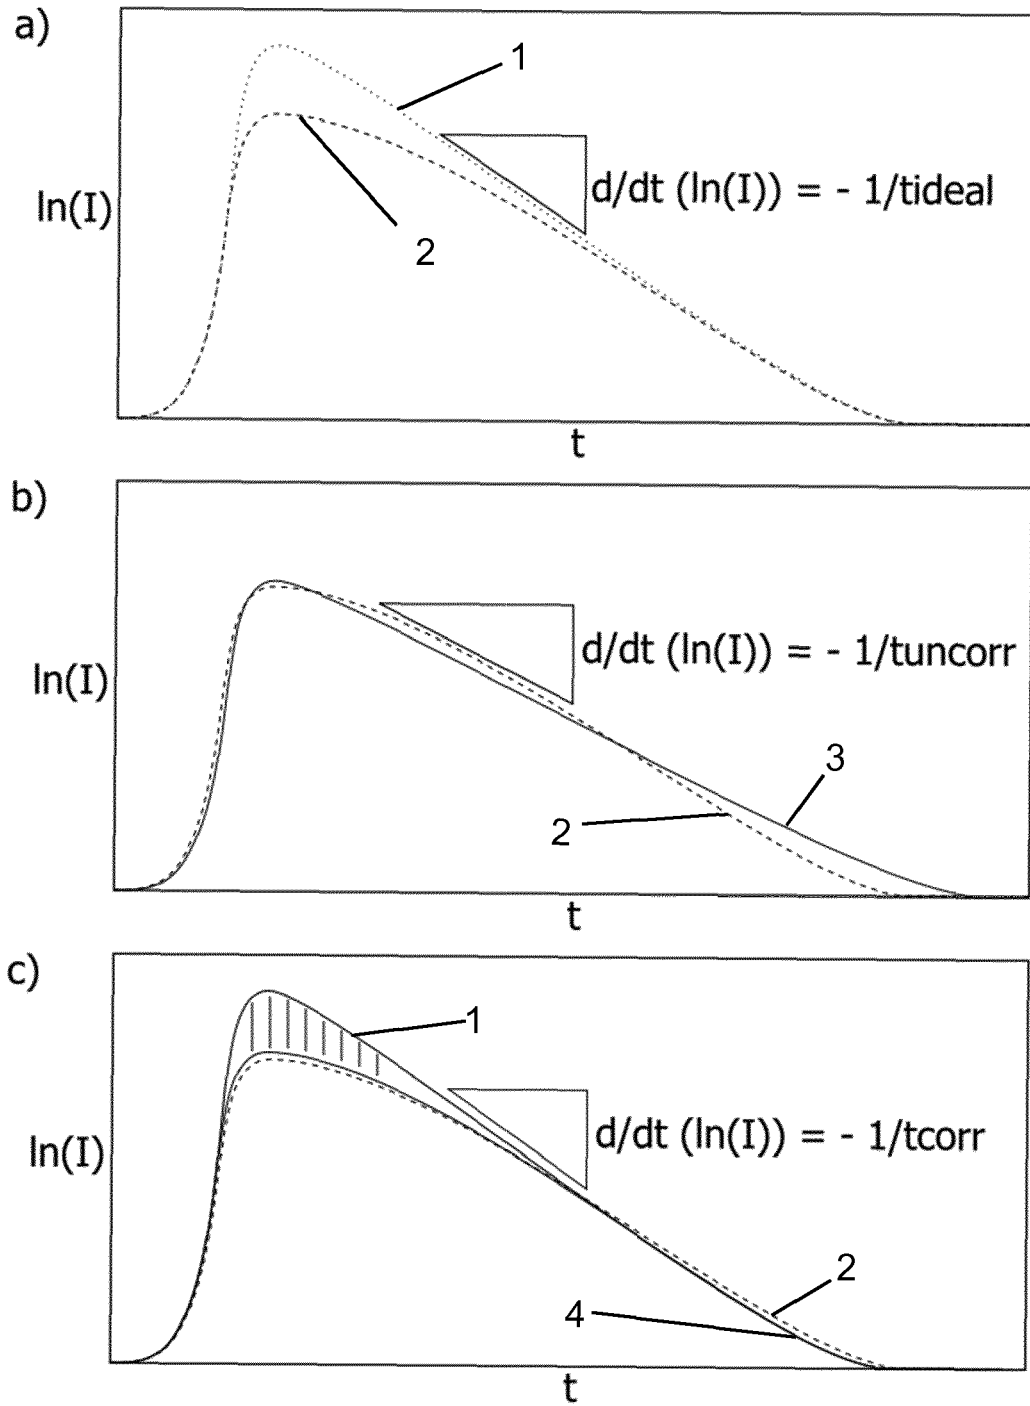 a)
1
ln(I)
2
d/dt (ln(I)) = - 1/tideal
t
b)
ln(I)
d/dt (ln(I)) = - 1/tuncorr
3
2
t
c)
1
ln(I)
d/dt (ln(I)) = - 1/tcorr
2
4
t